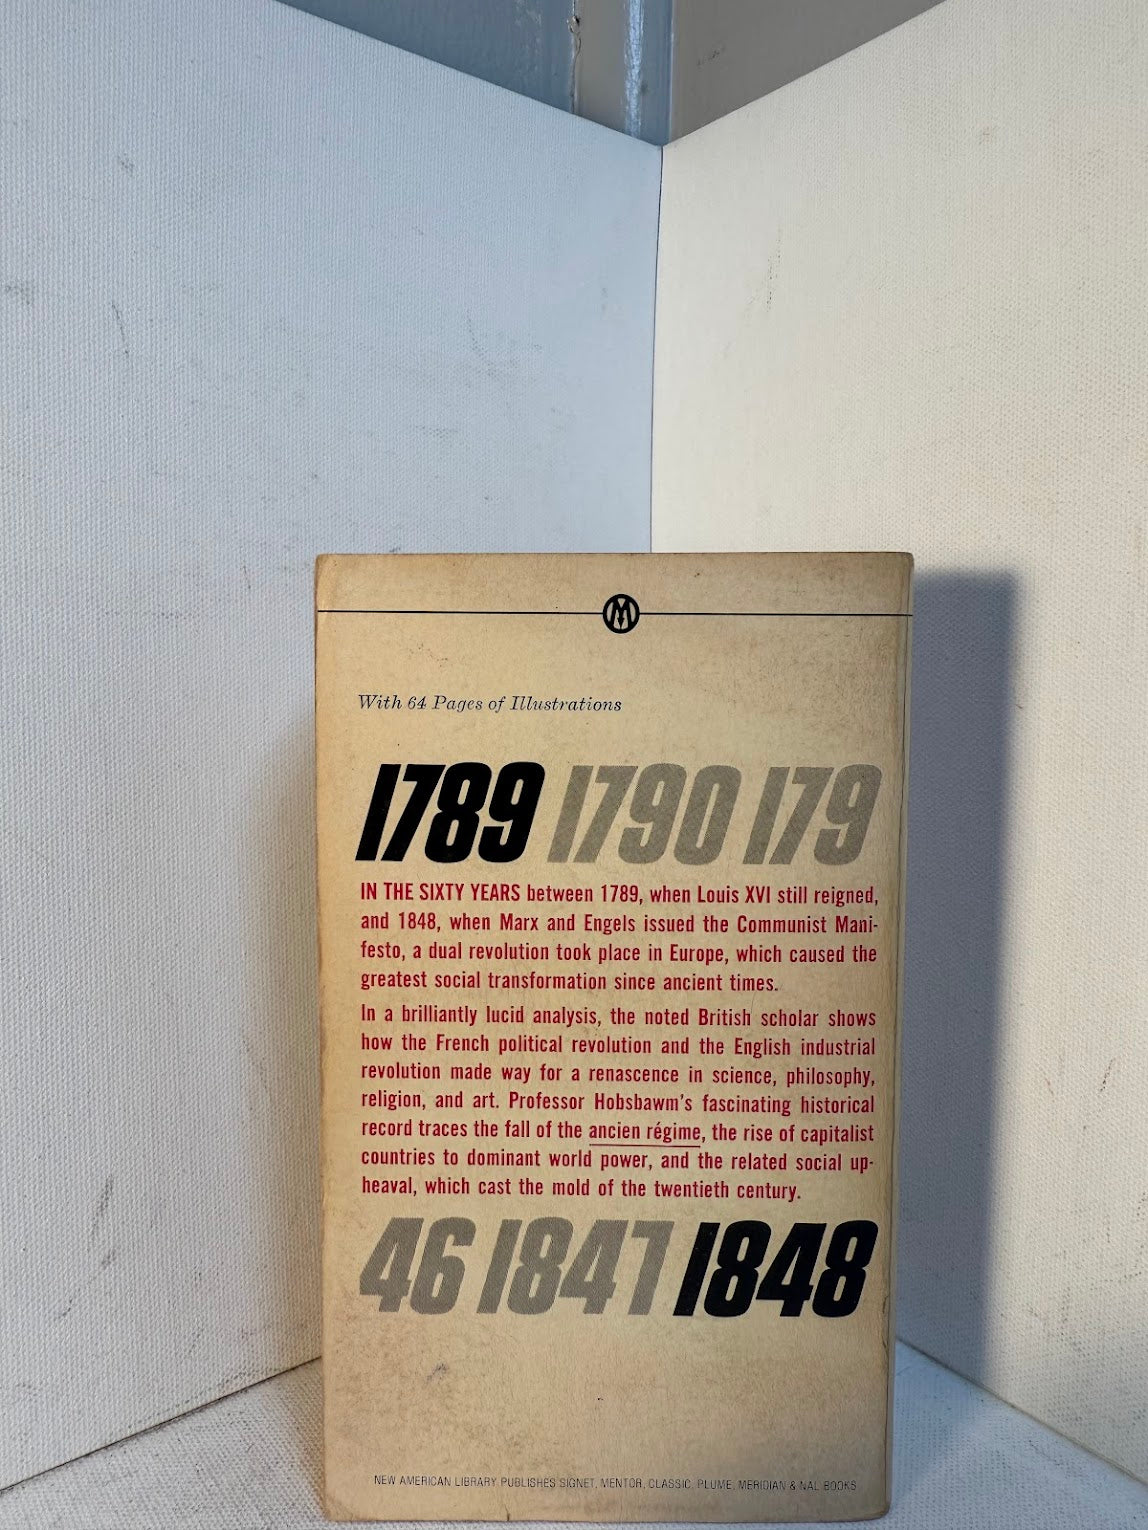 M
With 64 Pages of Illustrations
1789 1790 179
IN THE SIXTY YEARS between 1789, when Louis XVI still reigned,
and 1848, when Marx and Engels issued the Communist Mani-
festo, a dual revolution took place in Europe, which caused the
greatest social transformation since ancient times.
In a brilliantly lucid analysis, the noted British scholar shows
how the French political revolution and the English industrial
revolution made way for a renascence in science, philosophy,
religion, and art. Professor Hobsbawm's fascinating historical
record traces the fall of the ancien régime, the rise of capitalist
countries to dominant world power, and the related social up-
heaval, which cast the mold of the twentieth century.
46 1847 1848
NEW AMERICAN LIBRARY PUBLISHES SIGNET, MENTOR, CLASSIC, PLUME, MERIDIAN & NAL BOOKS